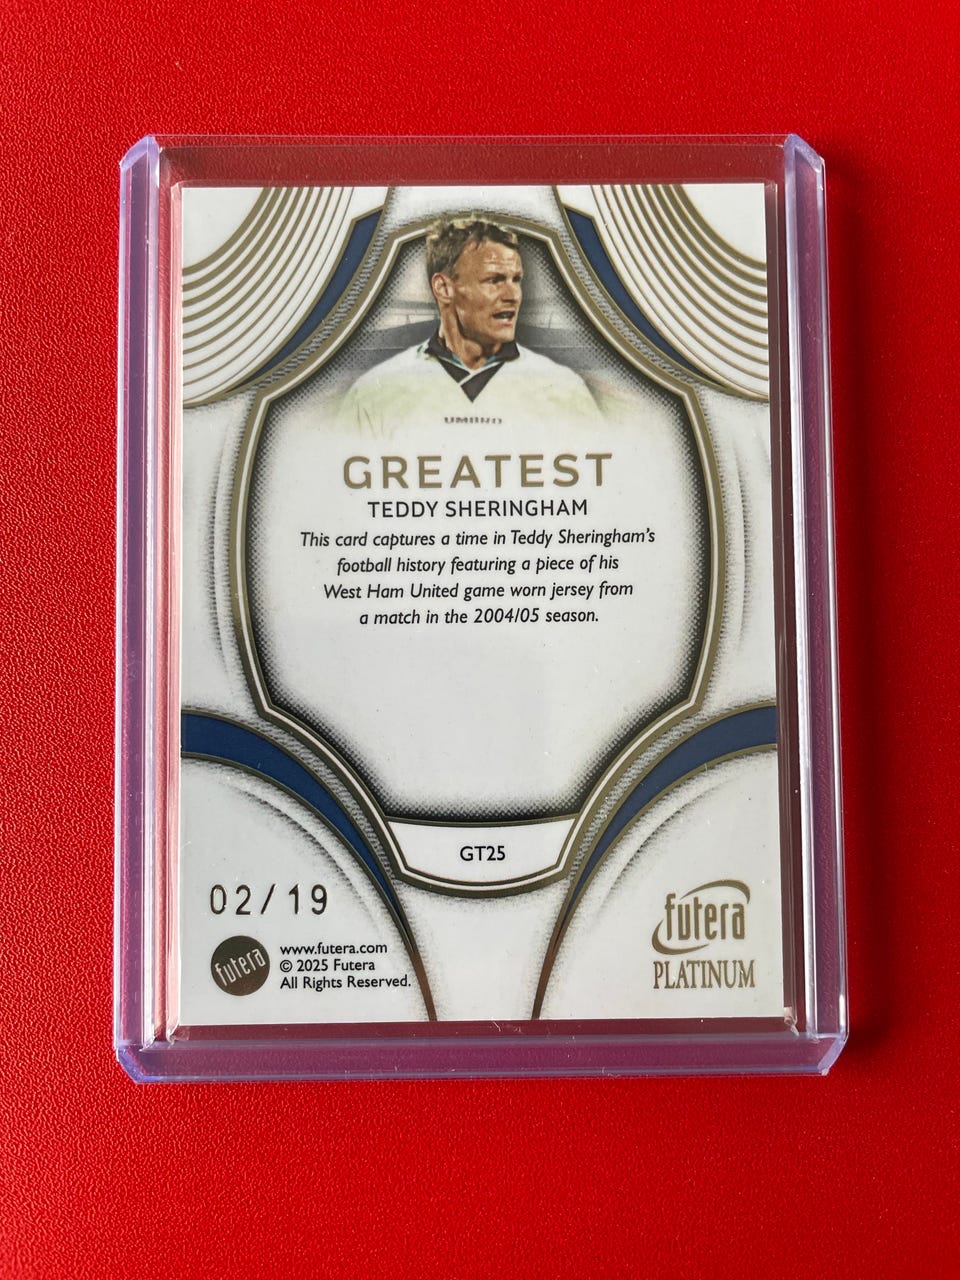 UMBRO
GREATEST
TEDDY SHERINGHAM
This card captures a time in Teddy Sheringham's
football history featuring a piece of his
West Ham United game worn jersey from
a match in the 2004/05 season.
GT25
02/19
futera
www.futera.com
© 2025 Futera
All Rights Reserved.
futera
PLATINUM